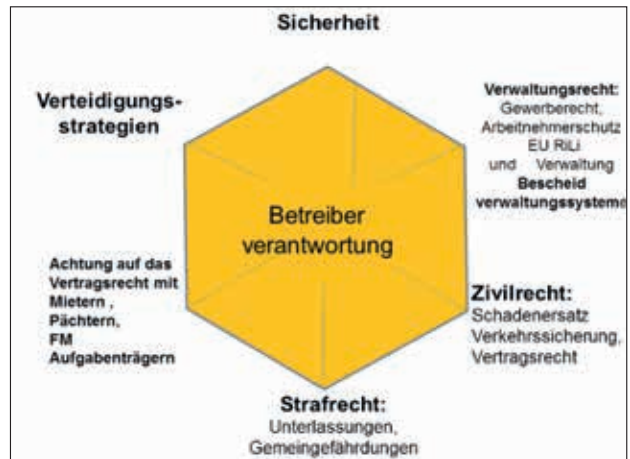 Sicherheit
Verteidigungs-
strategien
Verwaltungsrecht:
Gewerberecht,
Arbeitnehmerschutz
EU RiLi
und Verwaltung
Bescheid
verwaltungssysteme
Betreiber
verantwortung
Achtung auf das
Vertragsrecht mit
Mietern ,
Pächtern,
FM
Aufgabenträgern
Zivilrecht:
Schadenersatz
Verkehrssicherung,
Vertragsrecht
Strafrecht:
Unterlassungen,
Gemeingefährdungen